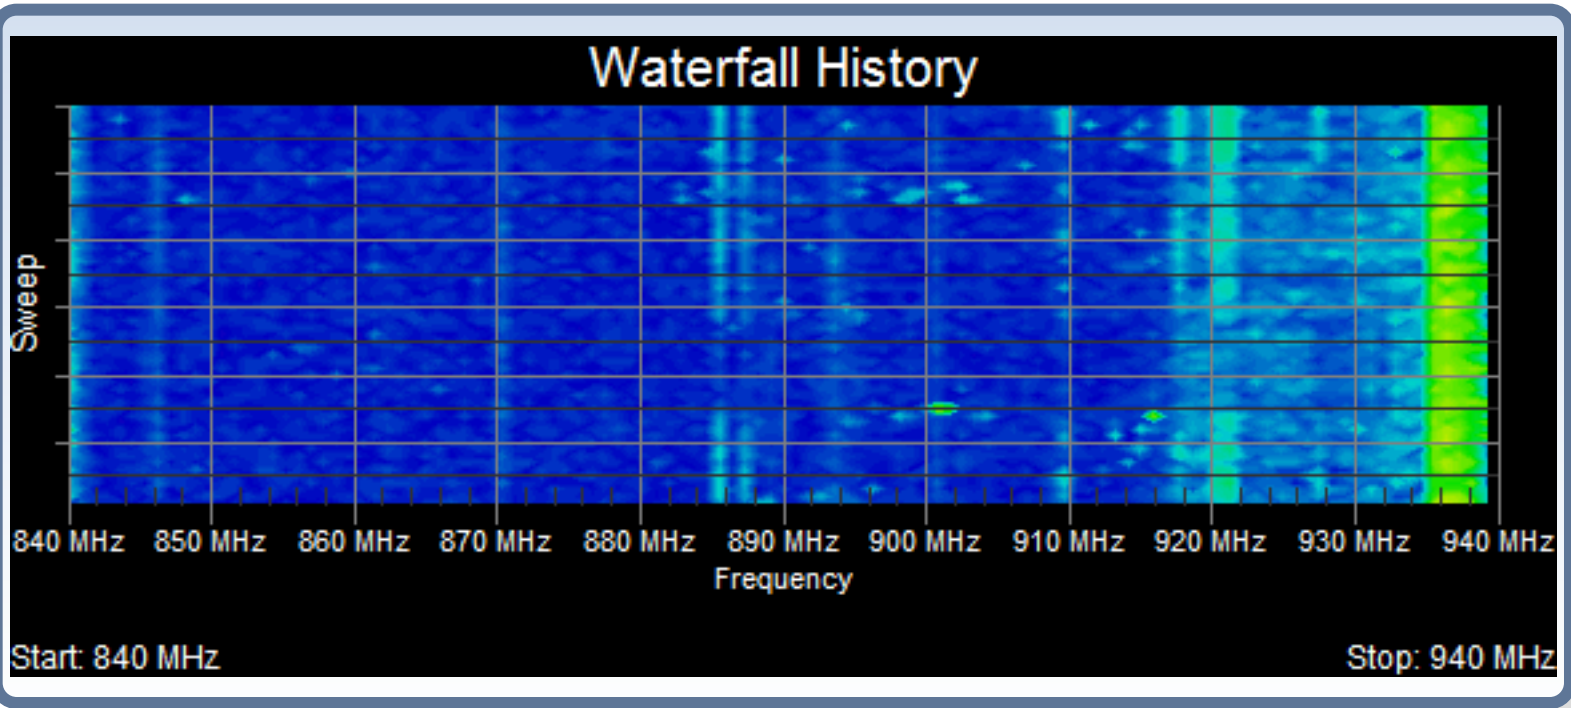 Waterfall History
Sweep
840 MHz 850 MHz 860 MHz 870 MHz 880 MHz 890 MHz 900 MHz 910 MHz 920 MHz 930 MHz 940 MHz
Frequency
Start: 840 MHz Stop: 940 MHz